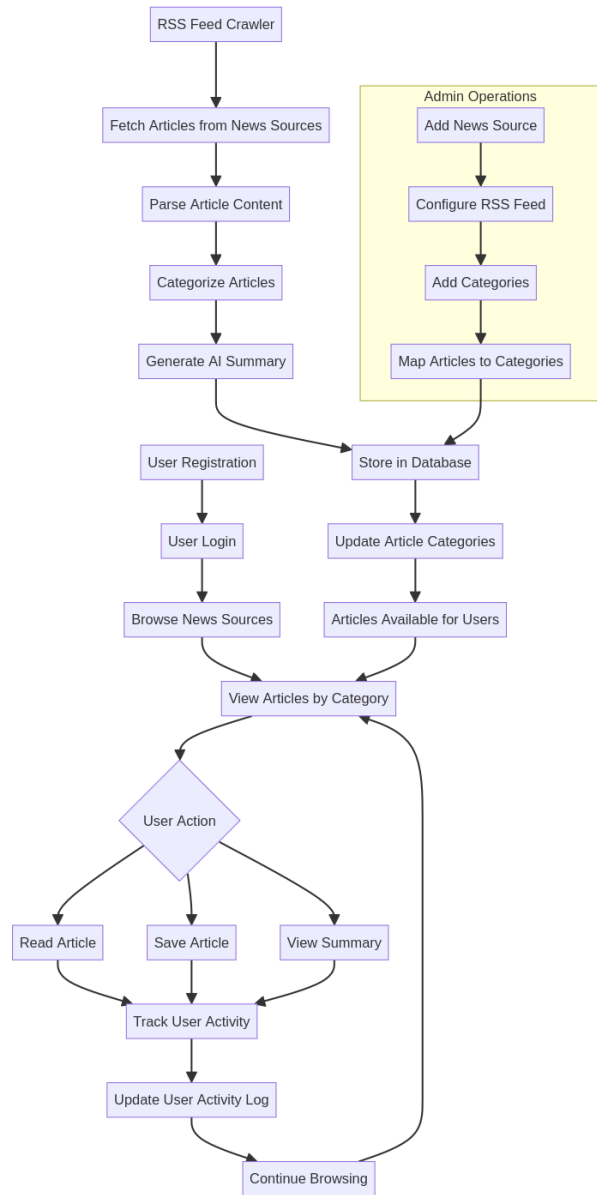 RSS Feed Crawler
Admin Operations
Fetch Articles from News Sources
Add News Source
Parse Article Content
Configure RSS Feed
Categorize Articles
Add Categories
Generate AI Summary
Map Articles to Categories
User Registration
Store in Database
User Login
Update Article Categories
Browse News Sources
Articles Available for Users
View Articles by Category
User Action
Read Article
Save Article
View Summary
Track User Activity
Update User Activity Log
Continue Browsing